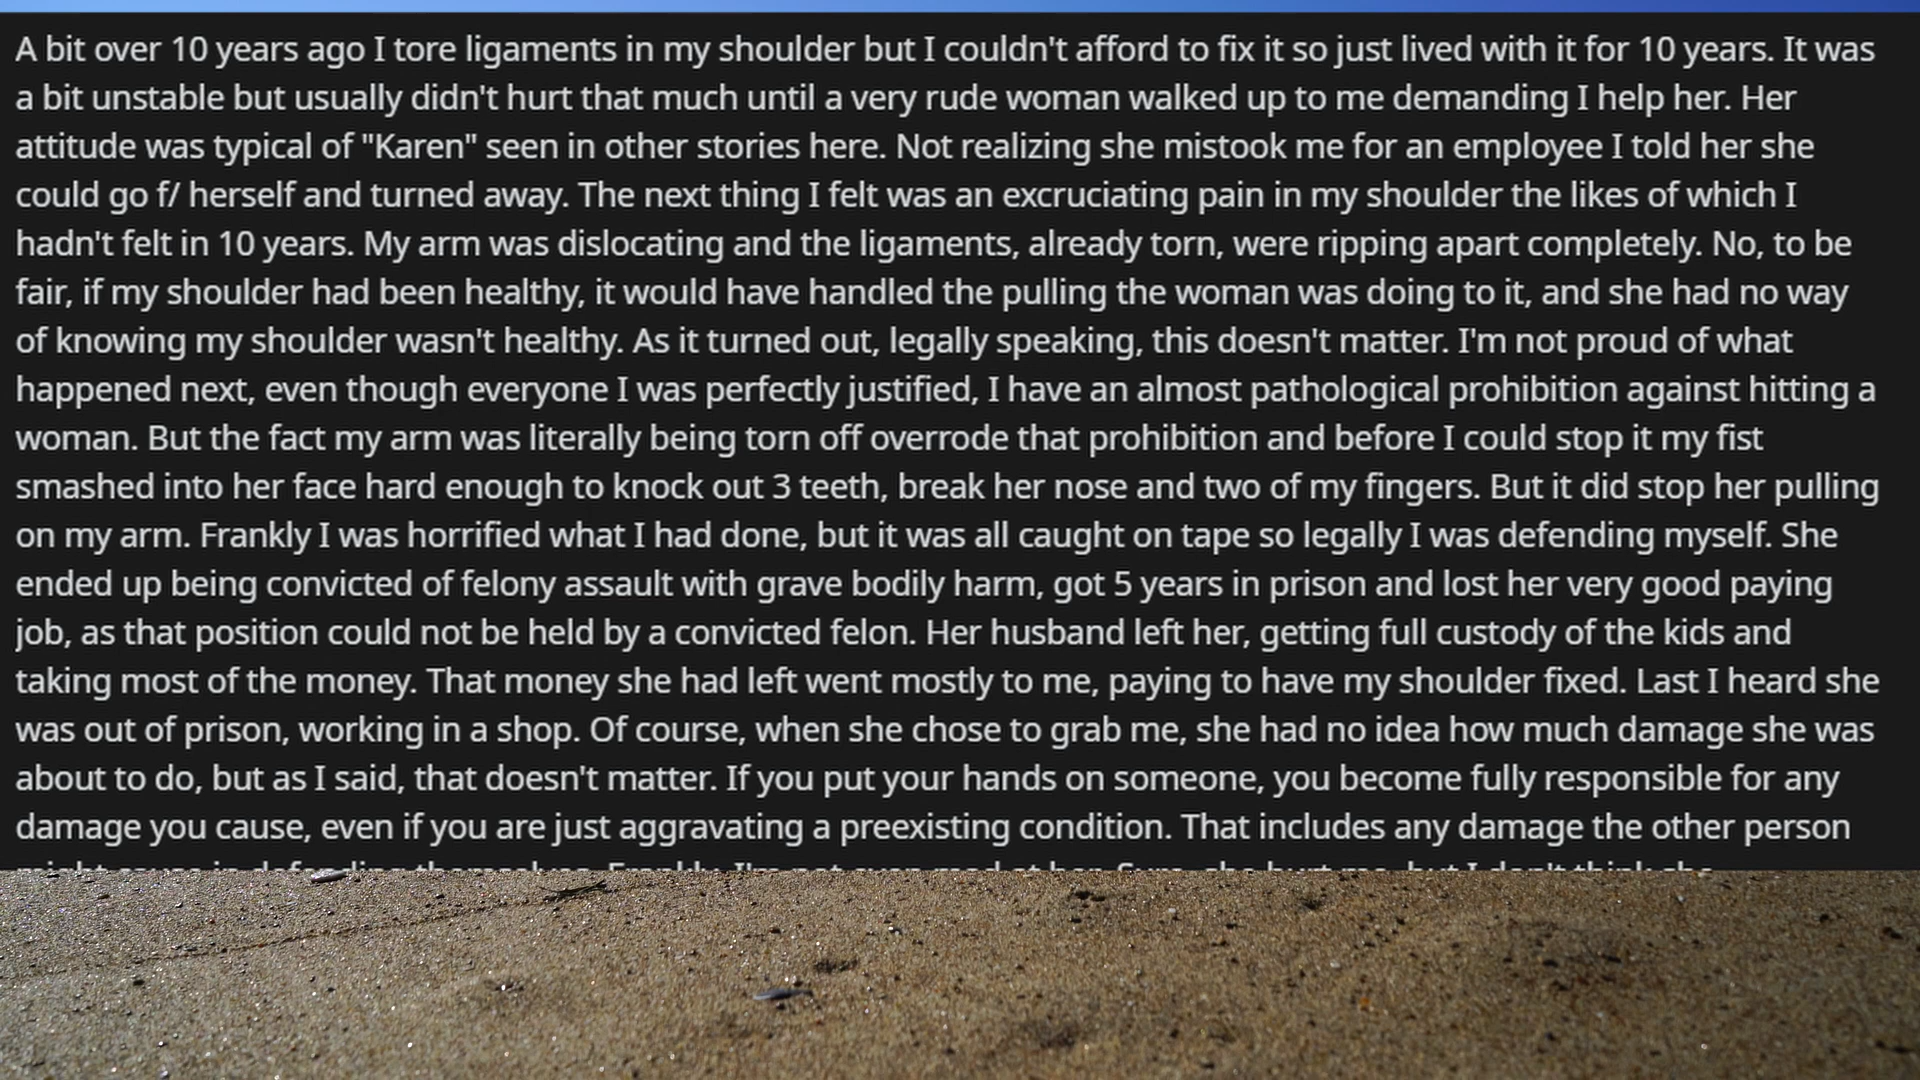 A bit over 10 years ago I tore ligaments in my shoulder but I couldn't afford to fix it so just lived with it for 10 years. It was
a bit unstable but usually didn't hurt that much until a very rude woman walked up to me demanding I help her. Her
attitude was typical of "Karen" seen in other stories here. Not realizing she mistook me for an employee I told her she
could go f/ herself and turned away. The next thing I felt was an excruciating pain in my shoulder the likes of which I
hadn't felt in 10 years. My arm was dislocating and the ligaments, already torn, were ripping apart completely. No, to be
fair, if my shoulder had been healthy, it would have handled the pulling the woman was doing to it, and she had no way
of knowing my shoulder wasn't healthy. As it turned out, legally speaking, this doesn't matter. I'm not proud of what
happened next, even though everyone I was perfectly justified, I have an almost pathological prohibition against hitting a
woman. But the fact my arm was literally being torn off overrode that prohibition and before I could stop it my fist
smashed into her face hard enough to knock out 3 teeth, break her nose and two of my fingers. But it did stop her pulling
on my arm. Frankly I was horrified what I had done, but it was all caught on tape so legally I was defending myself. She
ended up being convicted of felony assault with grave bodily harm, got 5 years in prison and lost her very good paying
job, as that position could not be held by a convicted felon. Her husband left her, getting full custody of the kids and
taking most of the money. That money she had left went mostly to me, paying to have my shoulder fixed. Last I heard she
was out of prison, working in a shop. Of course, when she chose to grab me, she had no idea how much damage she was
about to do, but as I said, that doesn't matter. If you put your hands on someone, you become fully responsible for any
damage you cause, even if you are just aggravating a preexisting condition. That includes any damage the other person